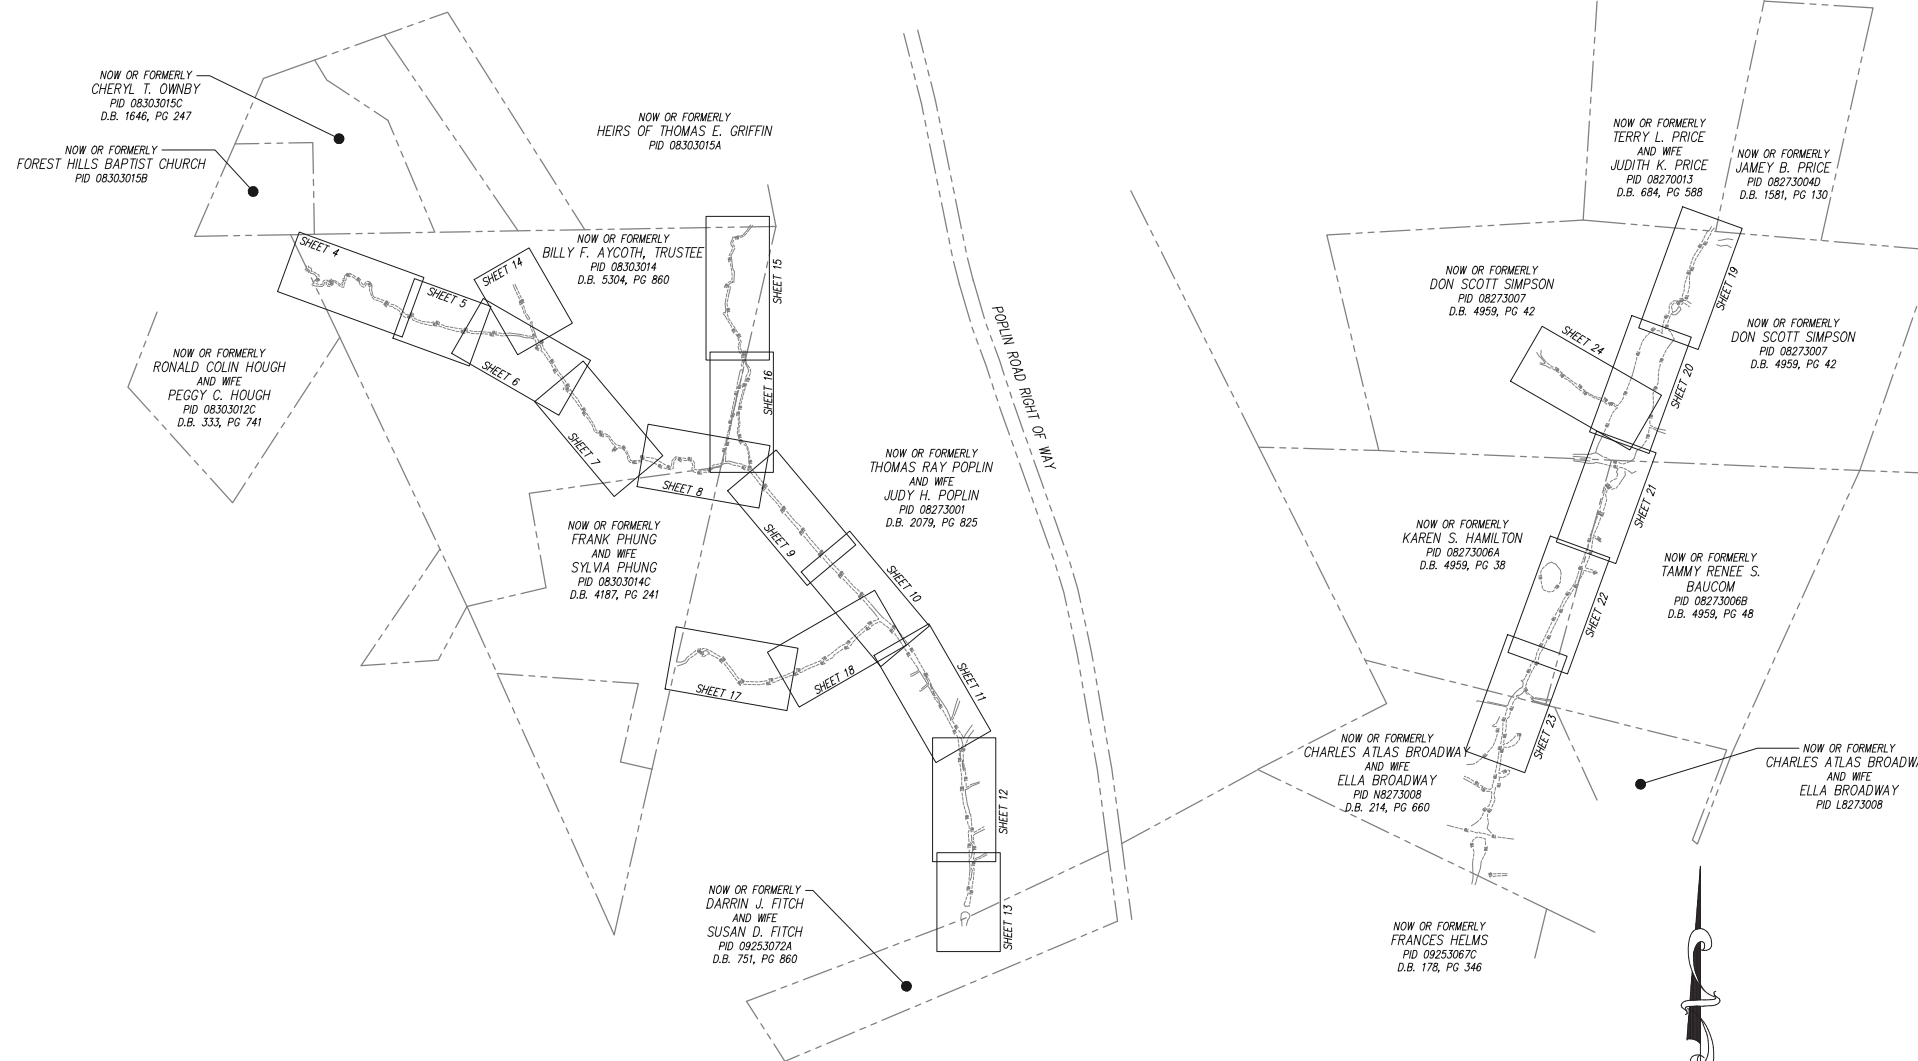 NOW OR FORMERLY
CHERYL T. OWNBY
PID 08303015C
D.B. 1646, PG 247
NOW OR FORMERLY
FOREST HILLS BAPTIST CHURCH
PID 08303015B
NOW OR FORMERLY
HEIRS OF THOMAS E. GRIFFIN
PID 08303015A
NOW OR FORMERLY
BILLY F. AYCOTH, TRUSTEE
PID 08303014
D.B. 5304, PG 860
NOW OR FORMERLY
RONALD COLIN HOUGH
AND WIFE
PEGGY C. HOUGH
PID 08303012C
D.B. 333, PG 741
SHEET 4
SHEET 5
SHEET 14
SHEET 6
SHEET 7
SHEET 8
SHEET 15
SHEET 16
NOW OR FORMERLY
THOMAS RAY POPLIN
AND WIFE
JUDY H. POPLIN
PID 08273001
D.B. 2079, PG 825
POPLIN ROAD RIGHT OF WAY
NOW OR FORMERLY
FRANK PHUNG
AND WIFE
SYLVIA PHUNG
PID 08303014C
D.B. 4187, PG 241
SHEET 9
SHEET 10
SHEET 17
SHEET 18
SHEET 11
SHEET 12
SHEET 13
NOW OR FORMERLY
DARRIN J. FITCH
AND WIFE
SUSAN D. FITCH
PID 09253072A
D.B. 751, PG 860
NOW OR FORMERLY
TERRY L. PRICE
AND WIFE
JUDITH K. PRICE
PID 08270013
D.B. 684, PG 588
NOW OR FORMERLY
JAMEY B. PRICE
PID 08273004D
D.B. 1581, PG 130
NOW OR FORMERLY
DON SCOTT SIMPSON
PID 08273007
D.B. 4959, PG 42
SHEET 19
NOW OR FORMERLY
DON SCOTT SIMPSON
PID 08273007
D.B. 4959, PG 42
SHEET 24
SHEET 20
SHEET 21
NOW OR FORMERLY
KAREN S. HAMILTON
PID 08273006A
D.B. 4959, PG 38
NOW OR FORMERLY
TAMMY RENEE S.
BAUCOM
PID 08273006B
D.B. 4959, PG 48
SHEET 22
SHEET 23
NOW OR FORMERLY
CHARLES ATLAS BROADWAY
AND WIFE
ELLA BROADWAY
PID N8273008
D.B. 214, PG 660
NOW OR FORMERLY
CHARLES ATLAS BROADWA
AND WIFE
ELLA BROADWAY
PID L8273008
NOW OR FORMERLY
FRANCES HELMS
PID 09253067C
D.B. 178, PG 346